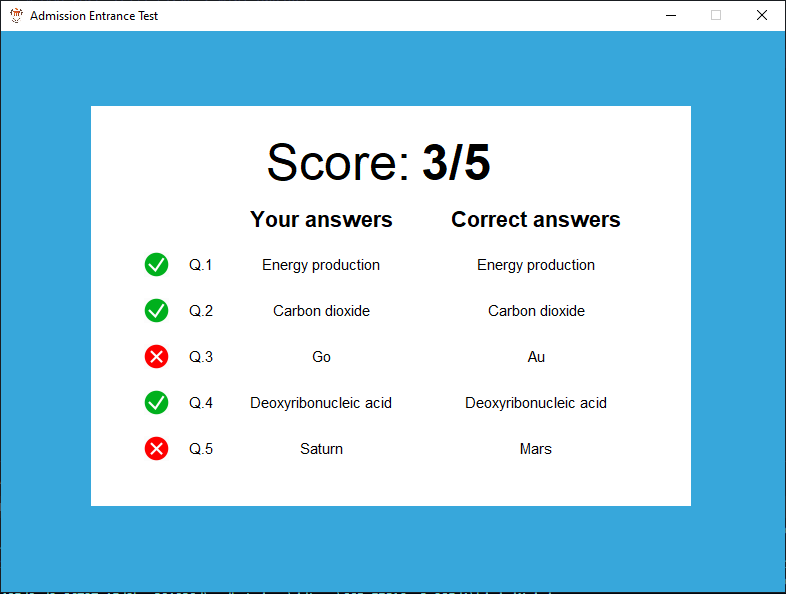 Admission Entrance Test
Score: 3/5
Your answers Correct answers
Q.1 Energy production Energy production
Q.2 Carbon dioxide Carbon dioxide
Q.3 Go Au
Q.4 Deoxyribonucleic acid Deoxyribonucleic acid
Q.5 Saturn Mars